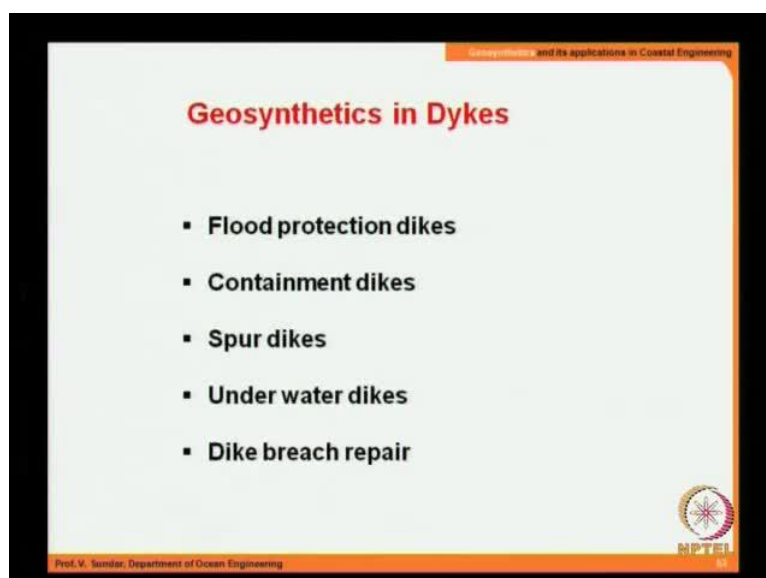 Geosynthetics and its applications in Coastal Engineering
Geosynthetics in Dykes
▪ Flood protection dikes
▪ Containment dikes
▪ Spur dikes
▪ Under water dikes
▪ Dike breach repair
NPTEL
Prof. V. Sundar, Department of Ocean Engineering